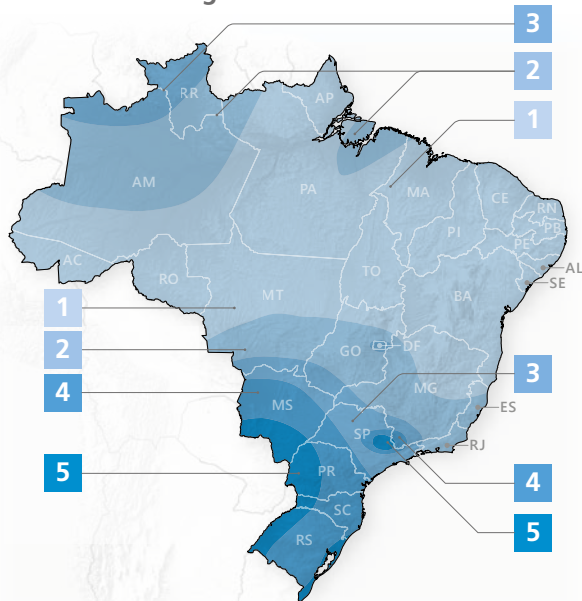 3
2
1
RR
AP
AM
PA
MA
CE
RN
PB
PI
PE
AL
SE
AC
RO
TO
BA
MT
1
2
GO
DF
MG
3
4
MS
ES
SP
RJ
5
PR
4
SC
5
RS